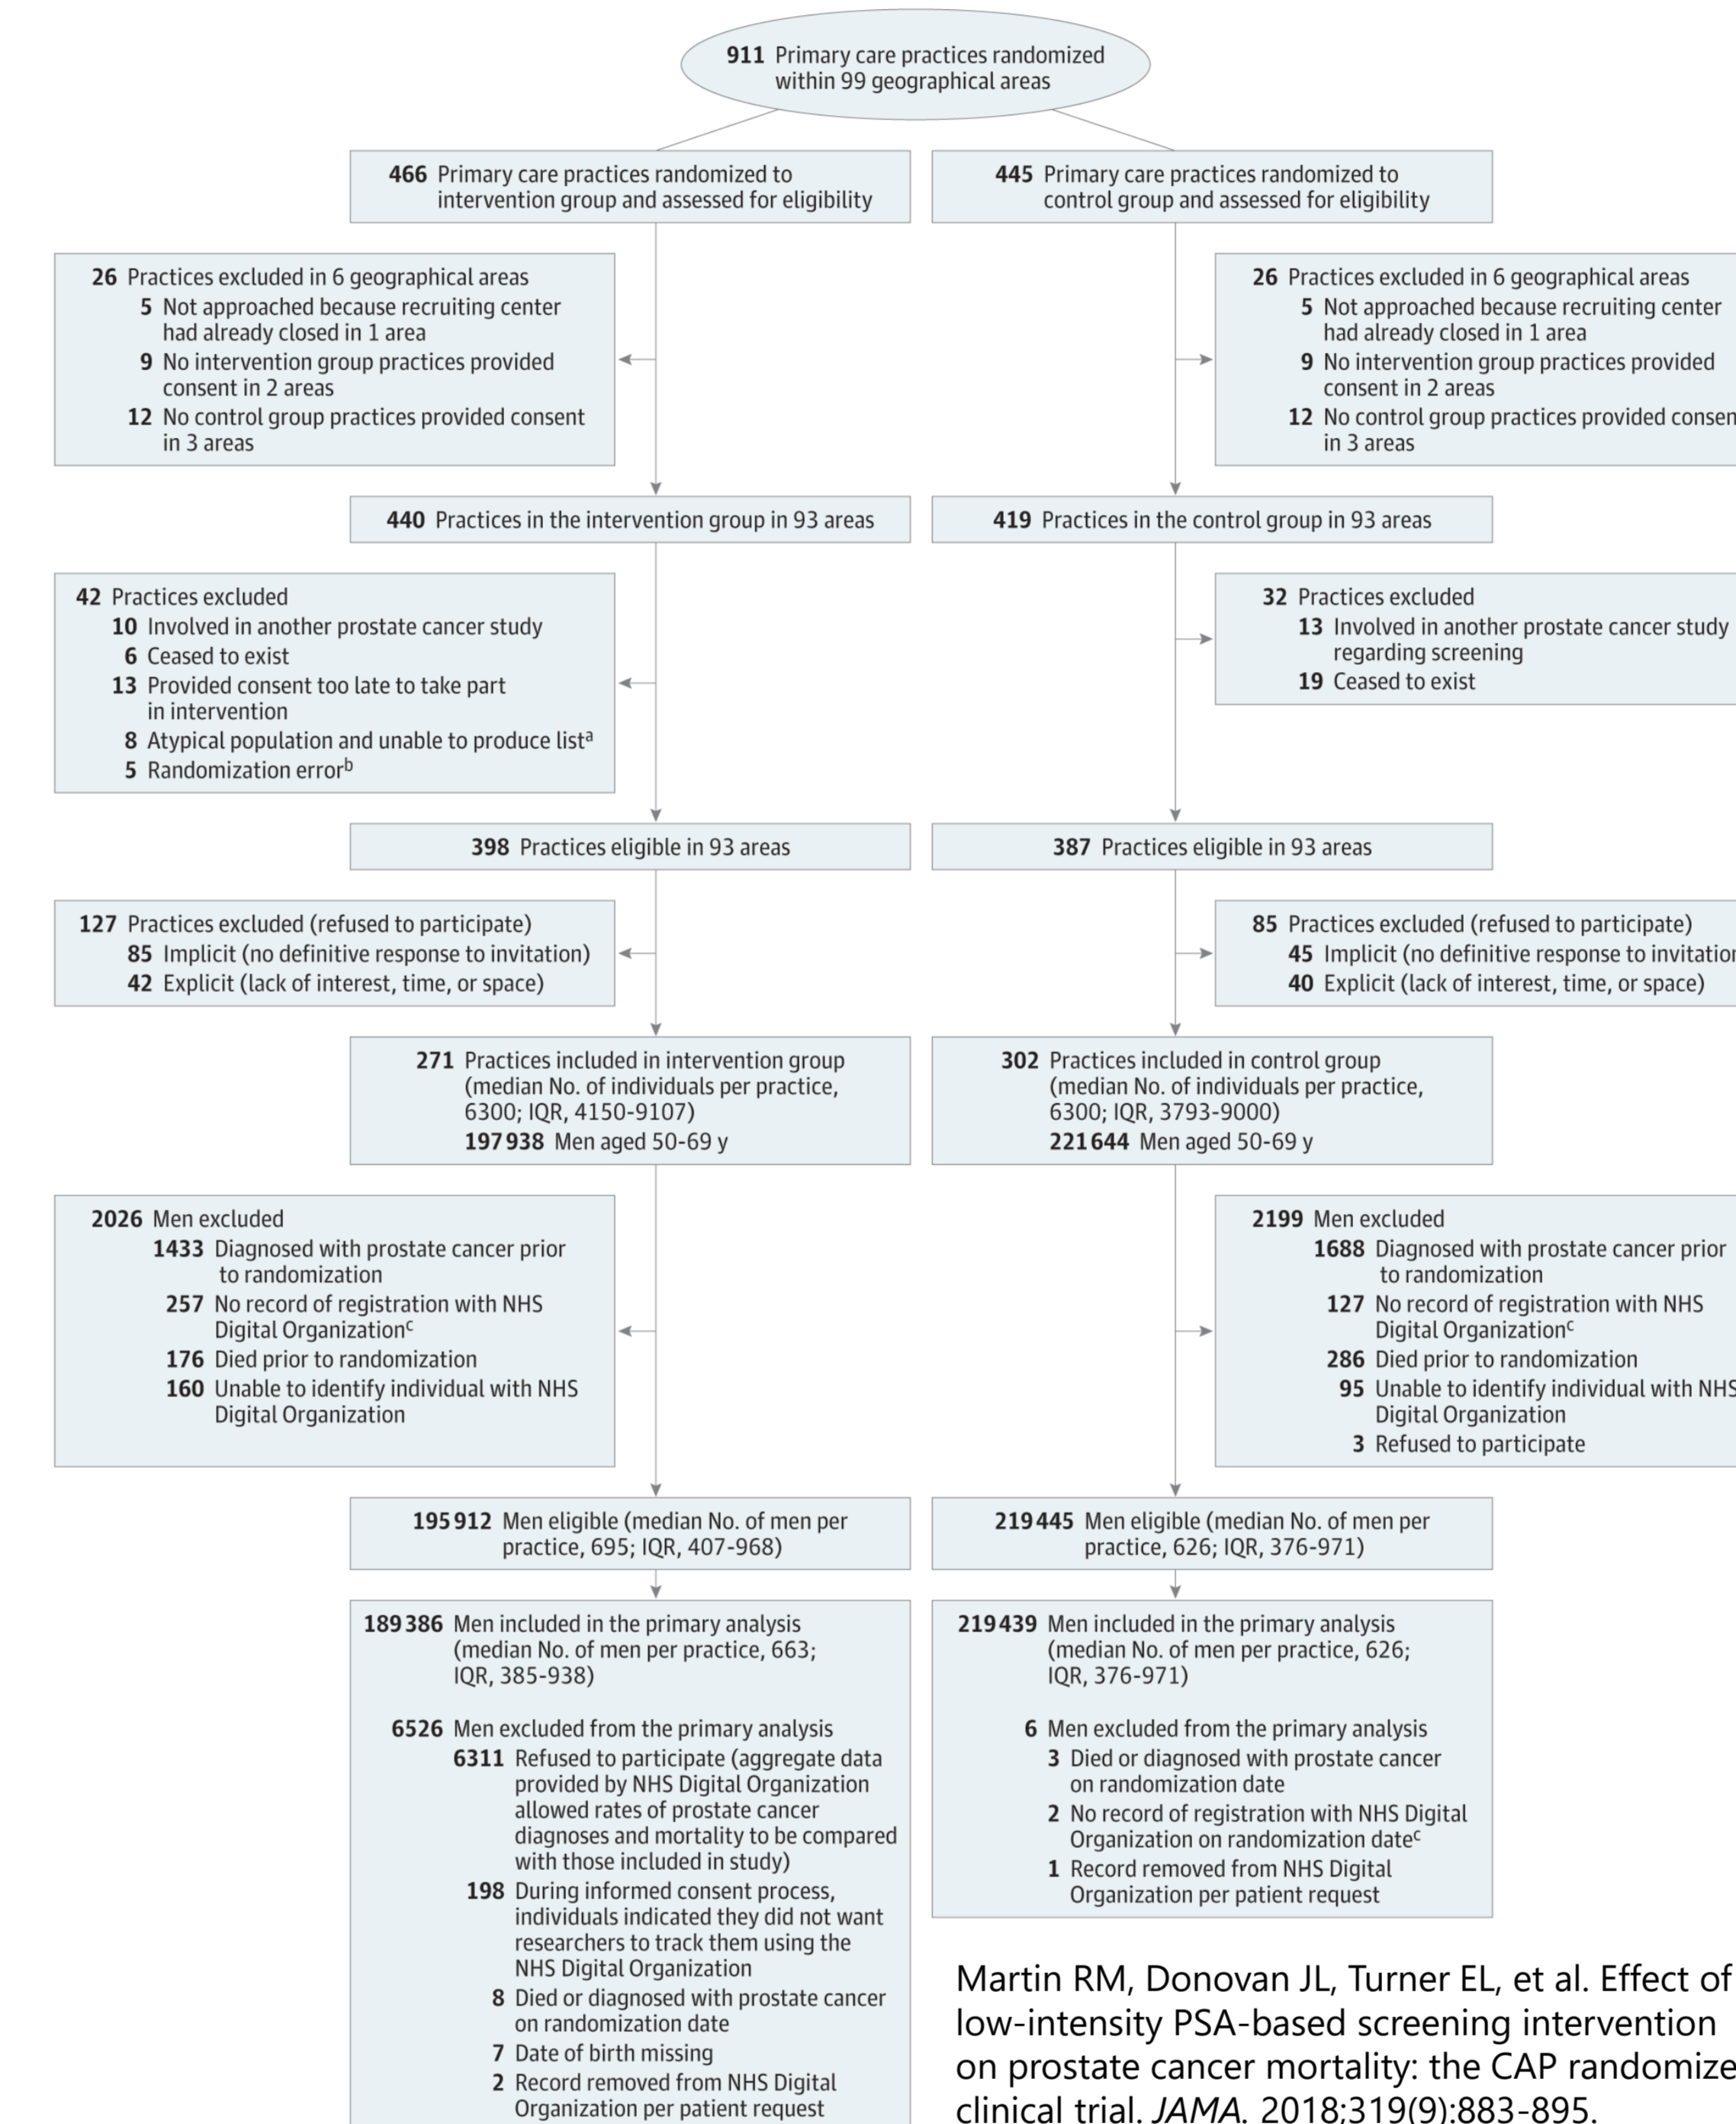 911 Primary care practices randomized
within 99 geographical areas
466 Primary care practices randomized to
intervention group and assessed for eligibility
445 Primary care practices randomized to
control group and assessed for eligibility
26 Practices excluded in 6 geographical areas
5 Not approached because recruiting center
had already closed in 1 area
9 No intervention group practices provided
consent in 2 areas
12 No control group practices provided consent
in 3 areas
26 Practices excluded in 6 geographical areas
5 Not approached because recruiting center
had already closed in 1 area
9 No intervention group practices provided
consent in 2 areas
12 No control group practices provided consen
in 3 areas
440 Practices in the intervention group in 93 areas
419 Practices in the control group in 93 areas
42 Practices excluded
10 Involved in another prostate cancer study
6 Ceased to exist
13 Provided consent too late to take part
in intervention
8 Atypical population and unable to produce listᵃ
5 Randomization errorᵇ
32 Practices excluded
13 Involved in another prostate cancer study
regarding screening
19 Ceased to exist
398 Practices eligible in 93 areas
387 Practices eligible in 93 areas
127 Practices excluded (refused to participate)
85 Implicit (no definitive response to invitation)
42 Explicit (lack of interest, time, or space)
85 Practices excluded (refused to participate)
45 Implicit (no definitive response to invitation
40 Explicit (lack of interest, time, or space)
271 Practices included in intervention group
(median No. of individuals per practice,
6300; IQR, 4150-9107)
197 938 Men aged 50-69 y
302 Practices included in control group
(median No. of individuals per practice,
6300; IQR, 3793-9000)
221 644 Men aged 50-69 y
2026 Men excluded
1433 Diagnosed with prostate cancer prior
to randomization
257 No record of registration with NHS
Digital Organizationᶜ
176 Died prior to randomization
160 Unable to identify individual with NHS
Digital Organization
2199 Men excluded
1688 Diagnosed with prostate cancer prior
to randomization
127 No record of registration with NHS
Digital Organizationᶜ
286 Died prior to randomization
95 Unable to identify individual with NHS
Digital Organization
3 Refused to participate
195 912 Men eligible (median No. of men per
practice, 695; IQR, 407-968)
219 445 Men eligible (median No. of men per
practice, 626; IQR, 376-971)
189 386 Men included in the primary analysis
(median No. of men per practice, 663;
IQR, 385-938)
6526 Men excluded from the primary analysis
6311 Refused to participate (aggregate data
provided by NHS Digital Organization
allowed rates of prostate cancer
diagnoses and mortality to be compared
with those included in study)
198 During informed consent process,
individuals indicated they did not want
researchers to track them using the
NHS Digital Organization
8 Died or diagnosed with prostate cancer
on randomization date
7 Date of birth missing
2 Record removed from NHS Digital
Organization per patient request
219 439 Men included in the primary analysis
(median No. of men per practice, 626;
IQR, 376-971)
6 Men excluded from the primary analysis
3 Died or diagnosed with prostate cancer
on randomization date
2 No record of registration with NHS Digital
Organization on randomization dateᶜ
1 Record removed from NHS Digital
Organization per patient request
Martin RM, Donovan JL, Turner EL, et al. Effect of
low-intensity PSA-based screening intervention
on prostate cancer mortality: the CAP randomize
clinical trial. JAMA. 2018;319(9):883-895.